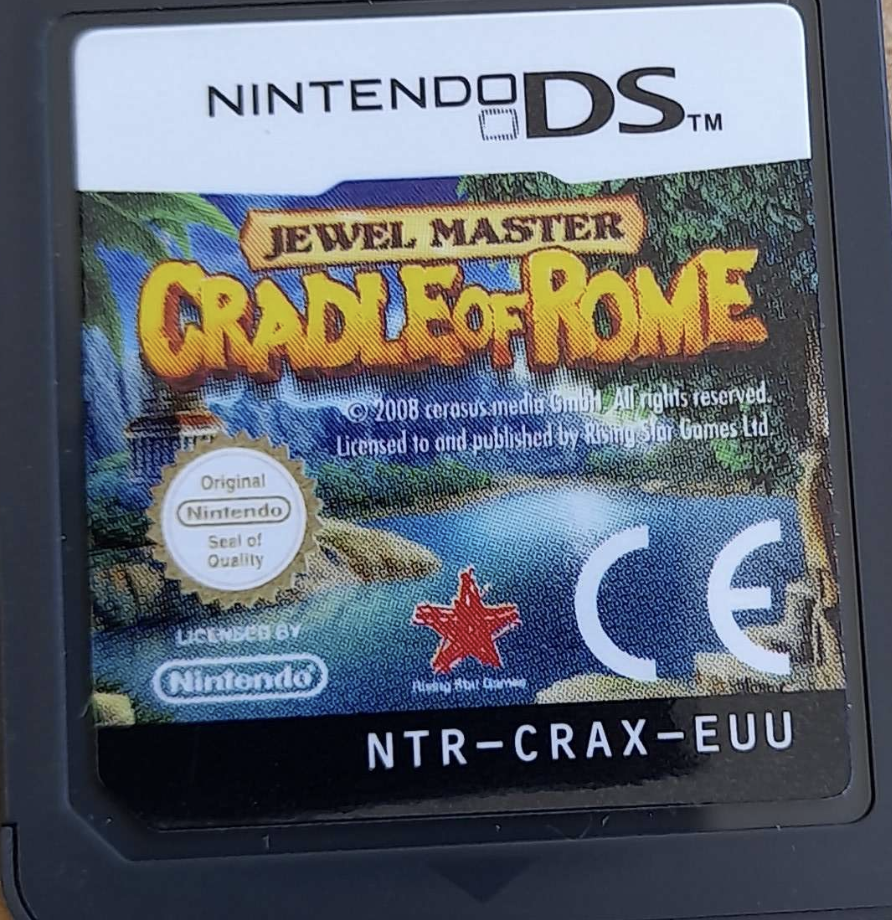 NINTENDO DS™
JEWEL MASTER
CRADLE OF ROME
© 2008 cerasus.media GmbH. All rights reserved.
Licensed to and published by Rising Star Games Ltd
Original
Nintendo
Seal of
Quality
LICENSED BY
Nintendo
Rising Star Games
CE
NTR-CRAX-EUU